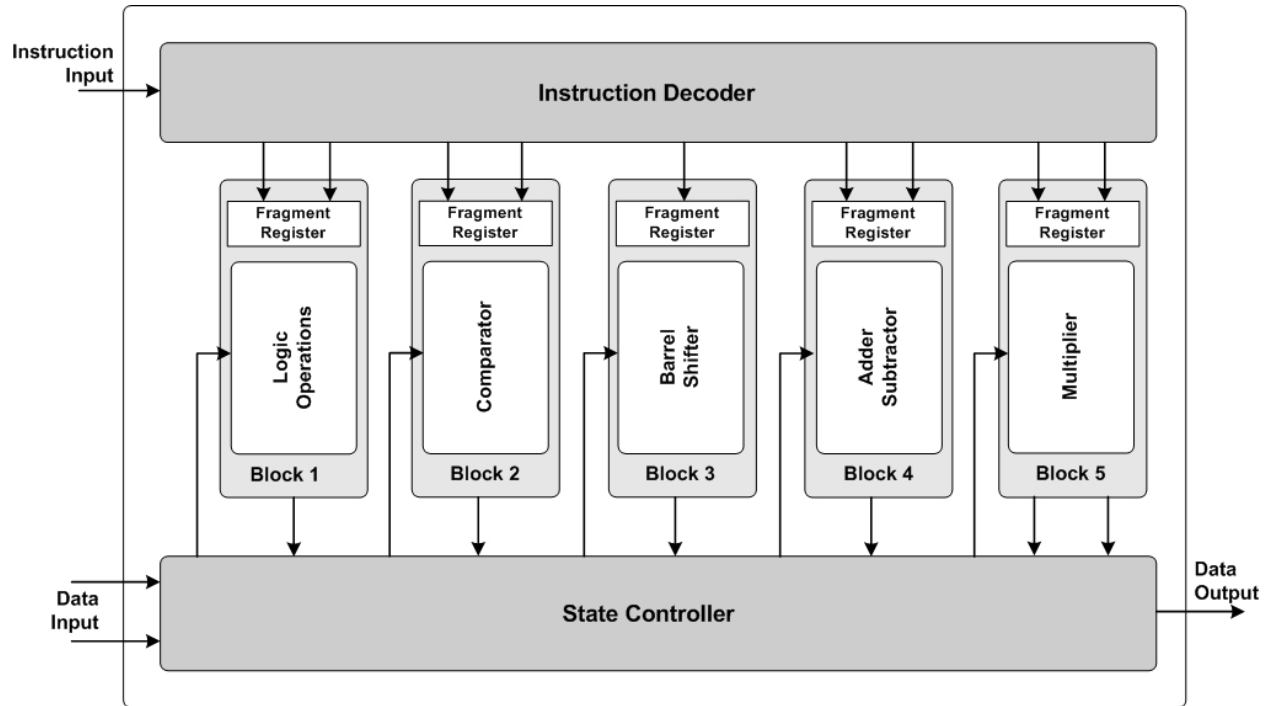 Instruction
Input
Instruction Decoder
Fragment
Register
Fragment
Register
Fragment
Register
Fragment
Register
Fragment
Register
Logic
Operations
Comparator
Barrel
Shifter
Adder
Subtractor
Multiplier
Block 1
Block 2
Block 3
Block 4
Block 5
Data
Input
State Controller
Data
Output